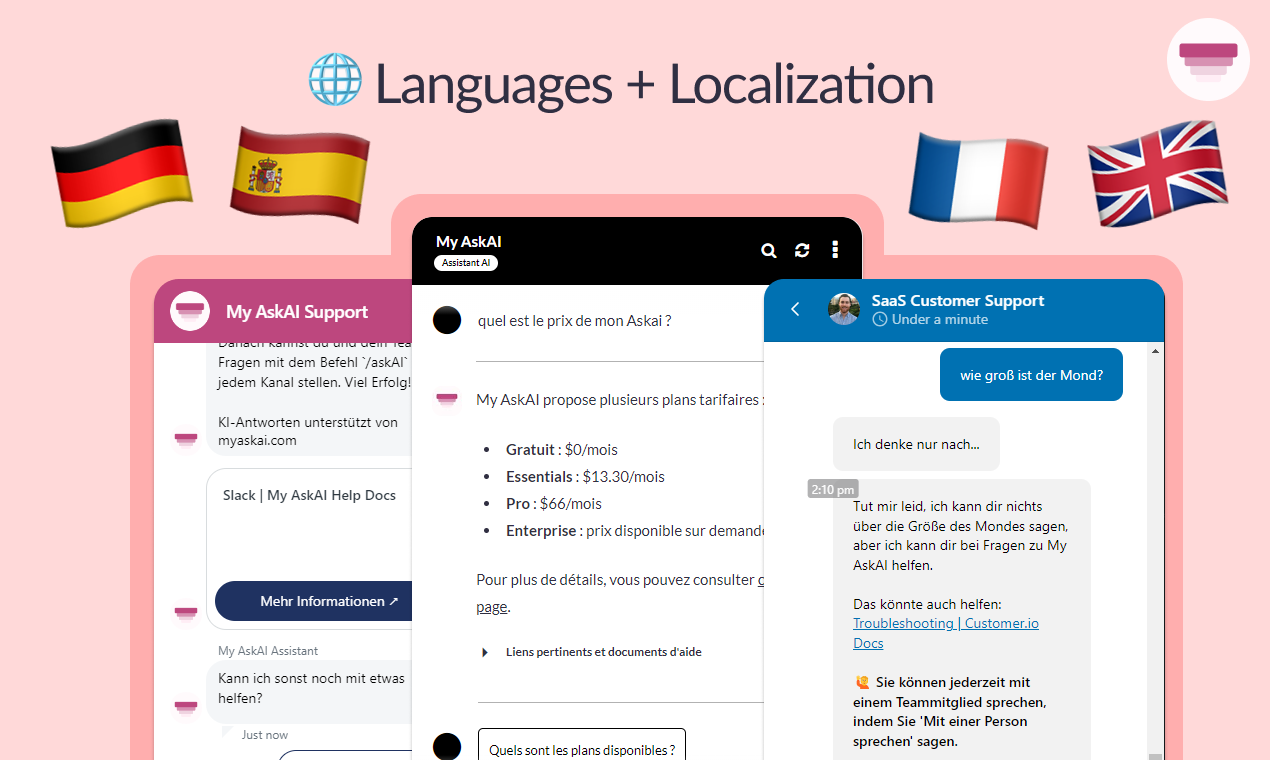 Languages + Localization
My AskAI Support
Fragen mit dem Befehl `/askAI`
jedem Kanal stellen. Viel Erfolg!
KI-Antworten unterstützt von
myaskai.com
Slack | My AskAI Help Docs
Mehr Informationen ↗
My AskAI Assistant
Kann ich sonst noch mit etwas
helfen?
Just now
My AskAI
Assistant AI
quel est le prix de mon Askai ?
My AskAI propose plusieurs plans tarifaires :
• Gratuit : $0/mois
• Essentials : $13.30/mois
• Pro : $66/mois
• Enterprise : prix disponible sur demande
Pour plus de détails, vous pouvez consulter
page.
Liens pertinents et documents d'aide
Quels sont les plans disponibles ?
SaaS Customer Support
Under a minute
wie groß ist der Mond?
Ich denke nur nach...
2:10 pm
Tut mir leid, ich kann dir nichts
über die Größe des Mondes sagen,
aber ich kann dir bei Fragen zu My
AskAI helfen.
Das könnte auch helfen:
Troubleshooting | Customer.io
Docs
🙋 Sie können jederzeit mit
einem Teammitglied sprechen,
indem Sie 'Mit einer Person
sprechen' sagen.